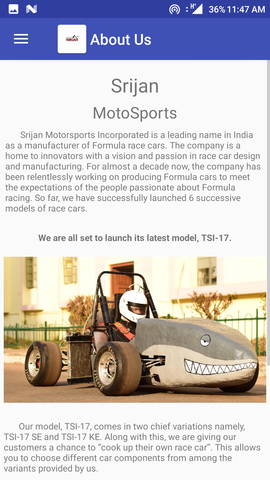 36% 11:47 AM
About Us
Srijan
MotoSports
Srijan Motorsports Incorporated is a leading name in India
as a manufacturer of Formula race cars. The company is a
home to innovators with a vision and passion in race car design
and manufacturing. For almost a decade now, the company has
been relentlessly working on producing Formula cars to meet
the expectations of the people passionate about Formula
racing. So far, we have successfully launched 6 successive
models of race cars.
We are all set to launch its latest model, TSI-17.
Our model, TSI-17, comes in two chief variations namely,
TSI-17 SE and TSI-17 KE. Along with this, we are giving our
customers a chance to “cook up their own race car”. This allows
you to choose different car components from among the
variants provided by us.